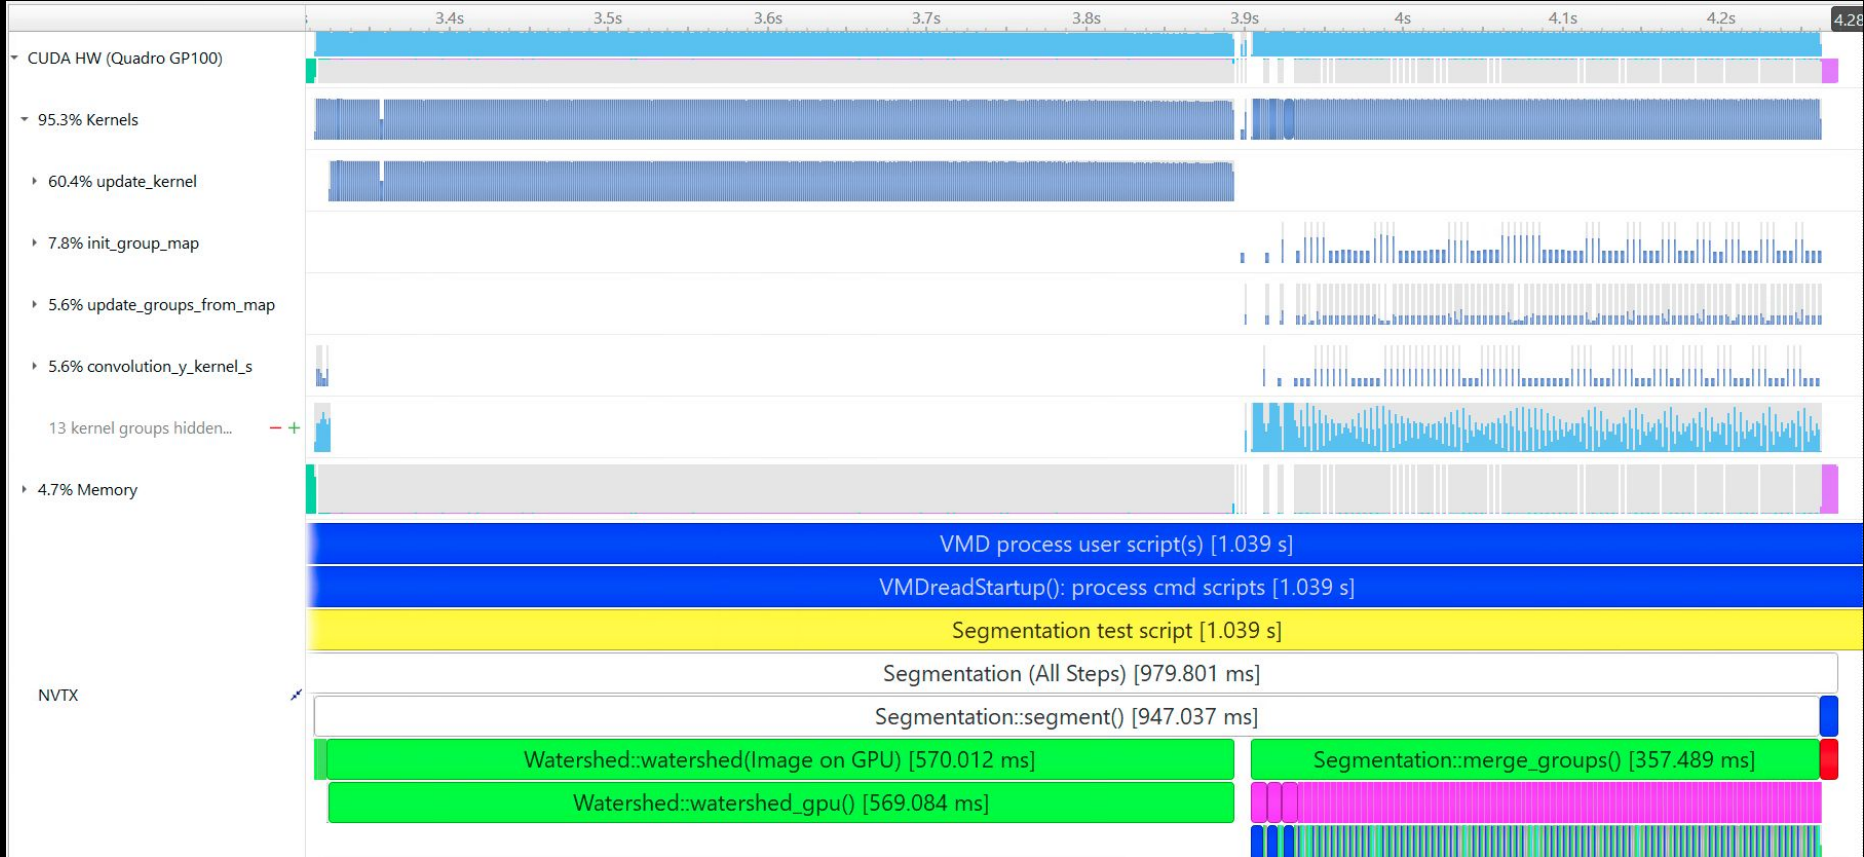 3.4s 3.5s 3.6s 3.7s 3.8s 3.9s 4s 4.1s 4.2s 4.28
CUDA HW (Quadro GP100)
95.3% Kernels
60.4% update_kernel
7.8% init_group_map
5.6% update_groups_from_map
5.6% convolution_y_kernel_s
13 kernel groups hidden... − +
4.7% Memory
VMD process user script(s) [1.039 s]
VMDreadStartup(): process cmd scripts [1.039 s]
Segmentation test script [1.039 s]
Segmentation (All Steps) [979.801 ms]
NVTX
Segmentation::segment() [947.037 ms]
Watershed::watershed(Image on GPU) [570.012 ms] Segmentation::merge_groups() [357.489 ms]
Watershed::watershed_gpu() [569.084 ms]